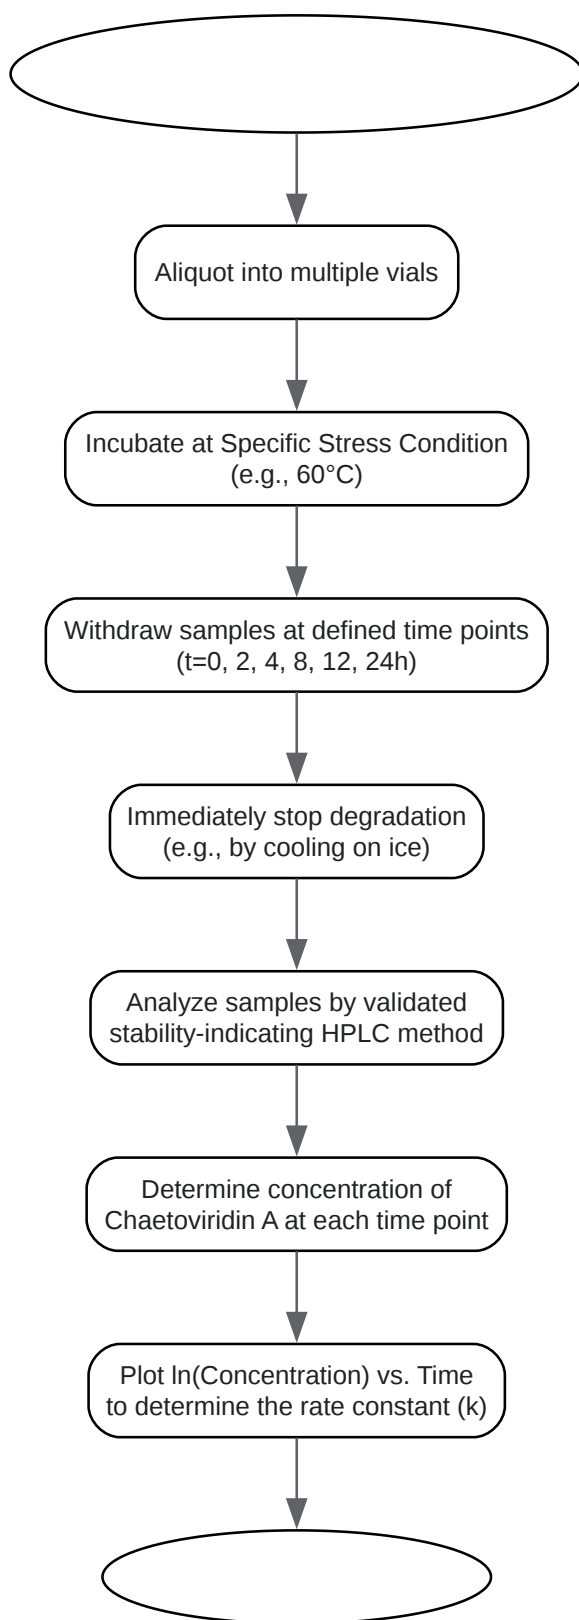 Aliquot into multiple vials
Incubate at Specific Stress Condition
(e.g., 60°C)
Withdraw samples at defined time points
(t=0, 2, 4, 8, 12, 24h)
Immediately stop degradation
(e.g., by cooling on ice)
Analyze samples by validated
stability-indicating HPLC method
Determine concentration of
Chaetoviridin A at each time point
Plot ln(Concentration) vs. Time
to determine the rate constant (k)